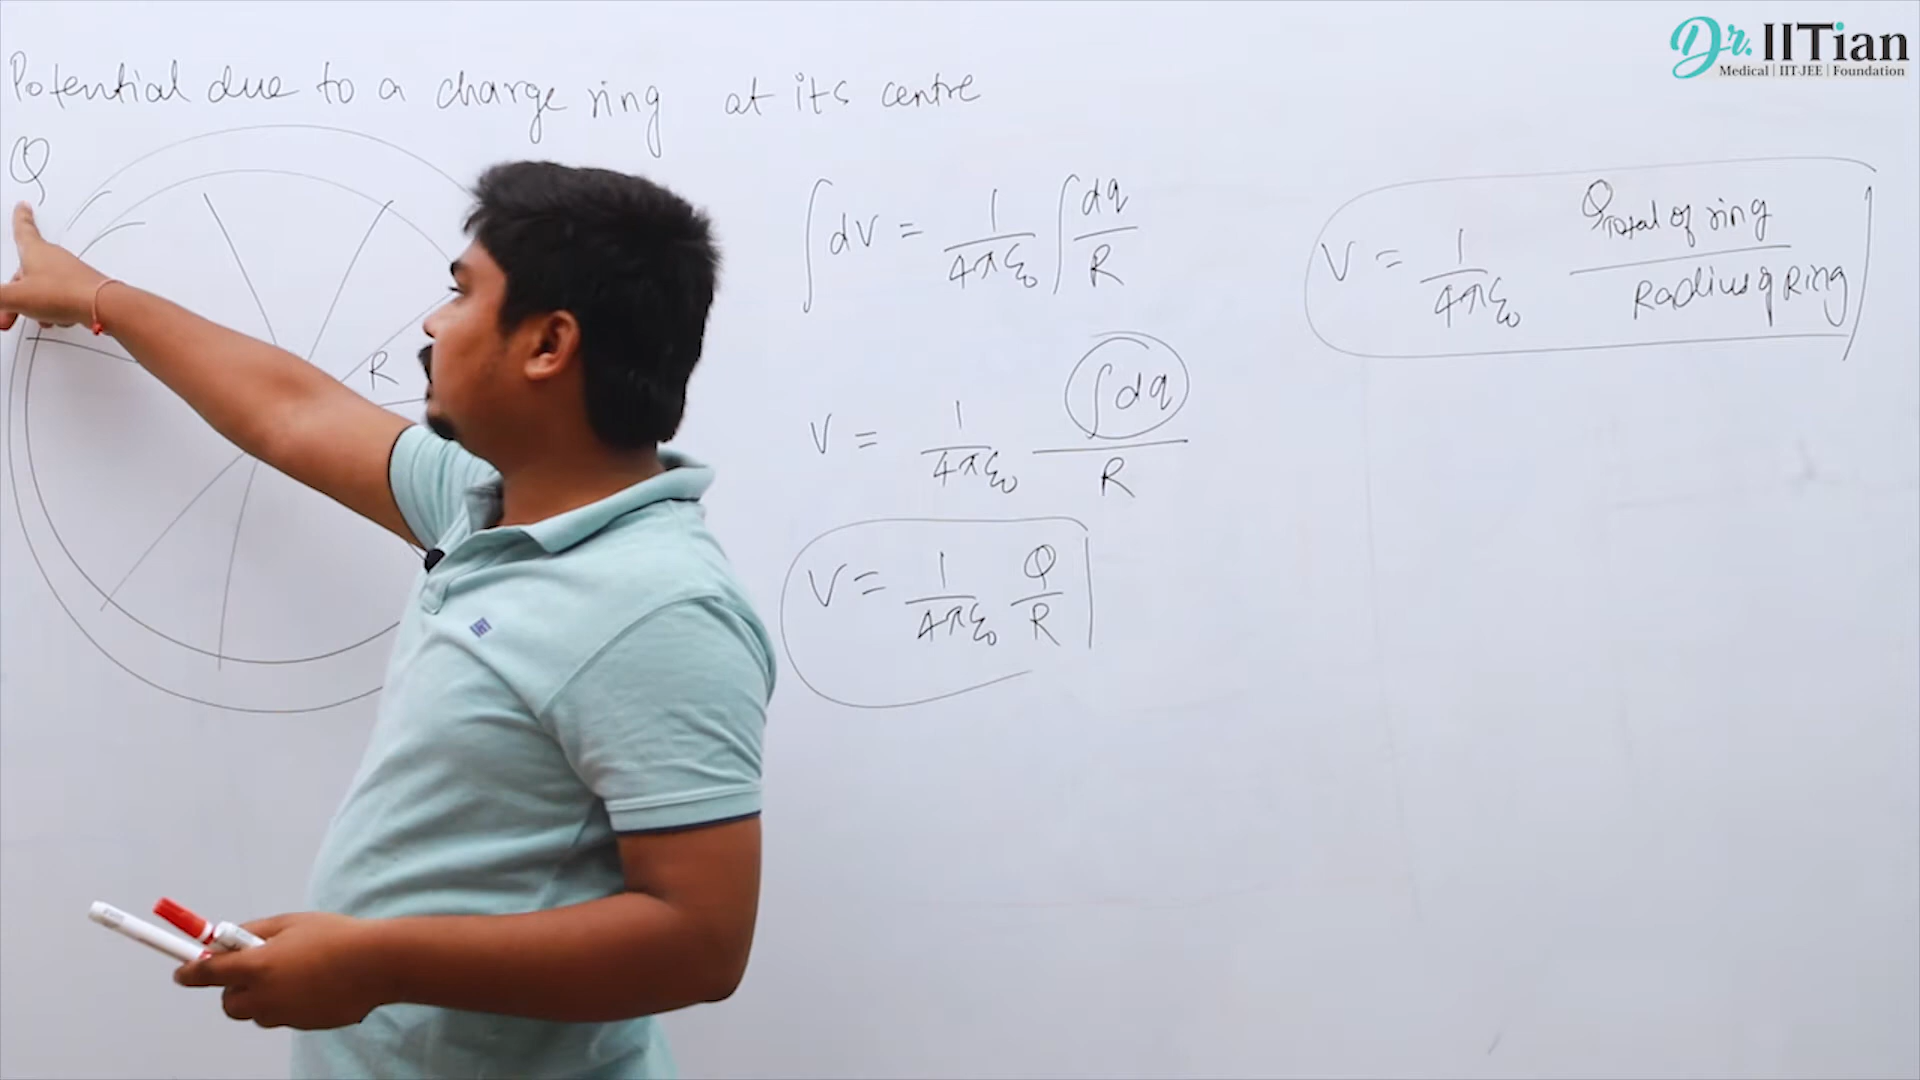 Dr. IITian
Medical | IIT-JEE | Foundation
Potential due to a charge ring at its centre
Q
R
∫dV = 1/4πε₀ ∫dq/R
V = 1/4πε₀ ∫dq/R
V = 1/4πε₀ Q/R
V = 1/4πε₀ QTotal of ring/Radius of Ring